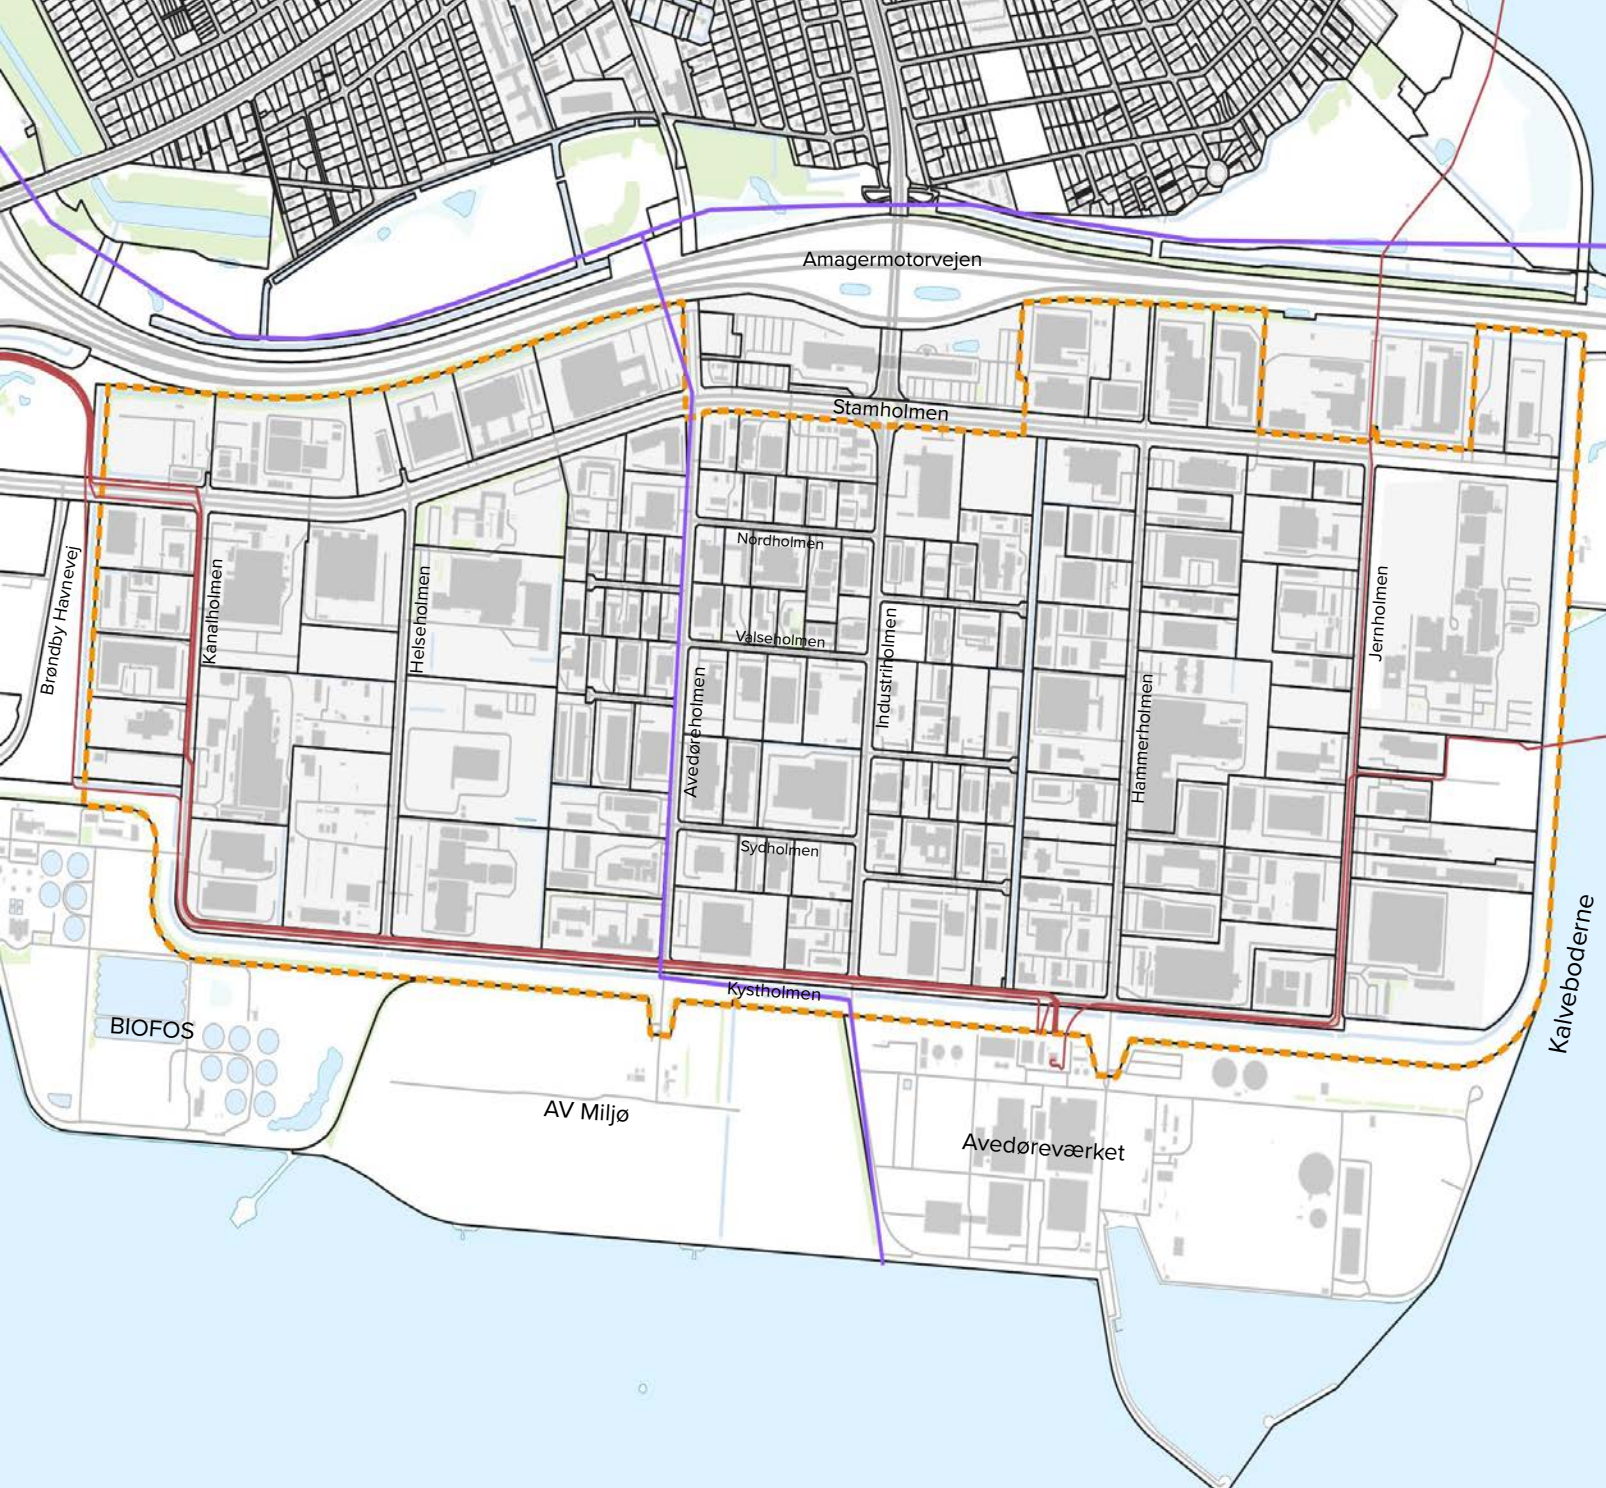 Amagermotorvejen
Stamholmen
Nordholmen
Brøndby Havnevej
Kanalholmen
Helseholmen
Jernholmen
Valseholmen
Industriholmen
Avedøreholmen
Hammerholmen
Sydholmen
Kystholmen
Kalveboderne
BIOFOS
AV Miljø
Avedøreværket